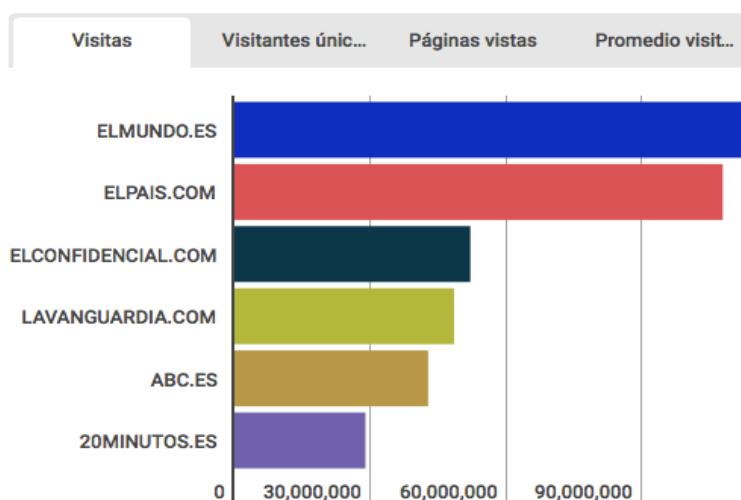 Visitas Visitantes únic... Páginas vistas Promedio visit...
ELMUNDO.ES
ELPAIS.COM
ELCONFIDENCIAL.COM
LAVANGUARDIA.COM
ABC.ES
20MINUTOS.ES
0 30,000,000 60,000,000 90,000,000